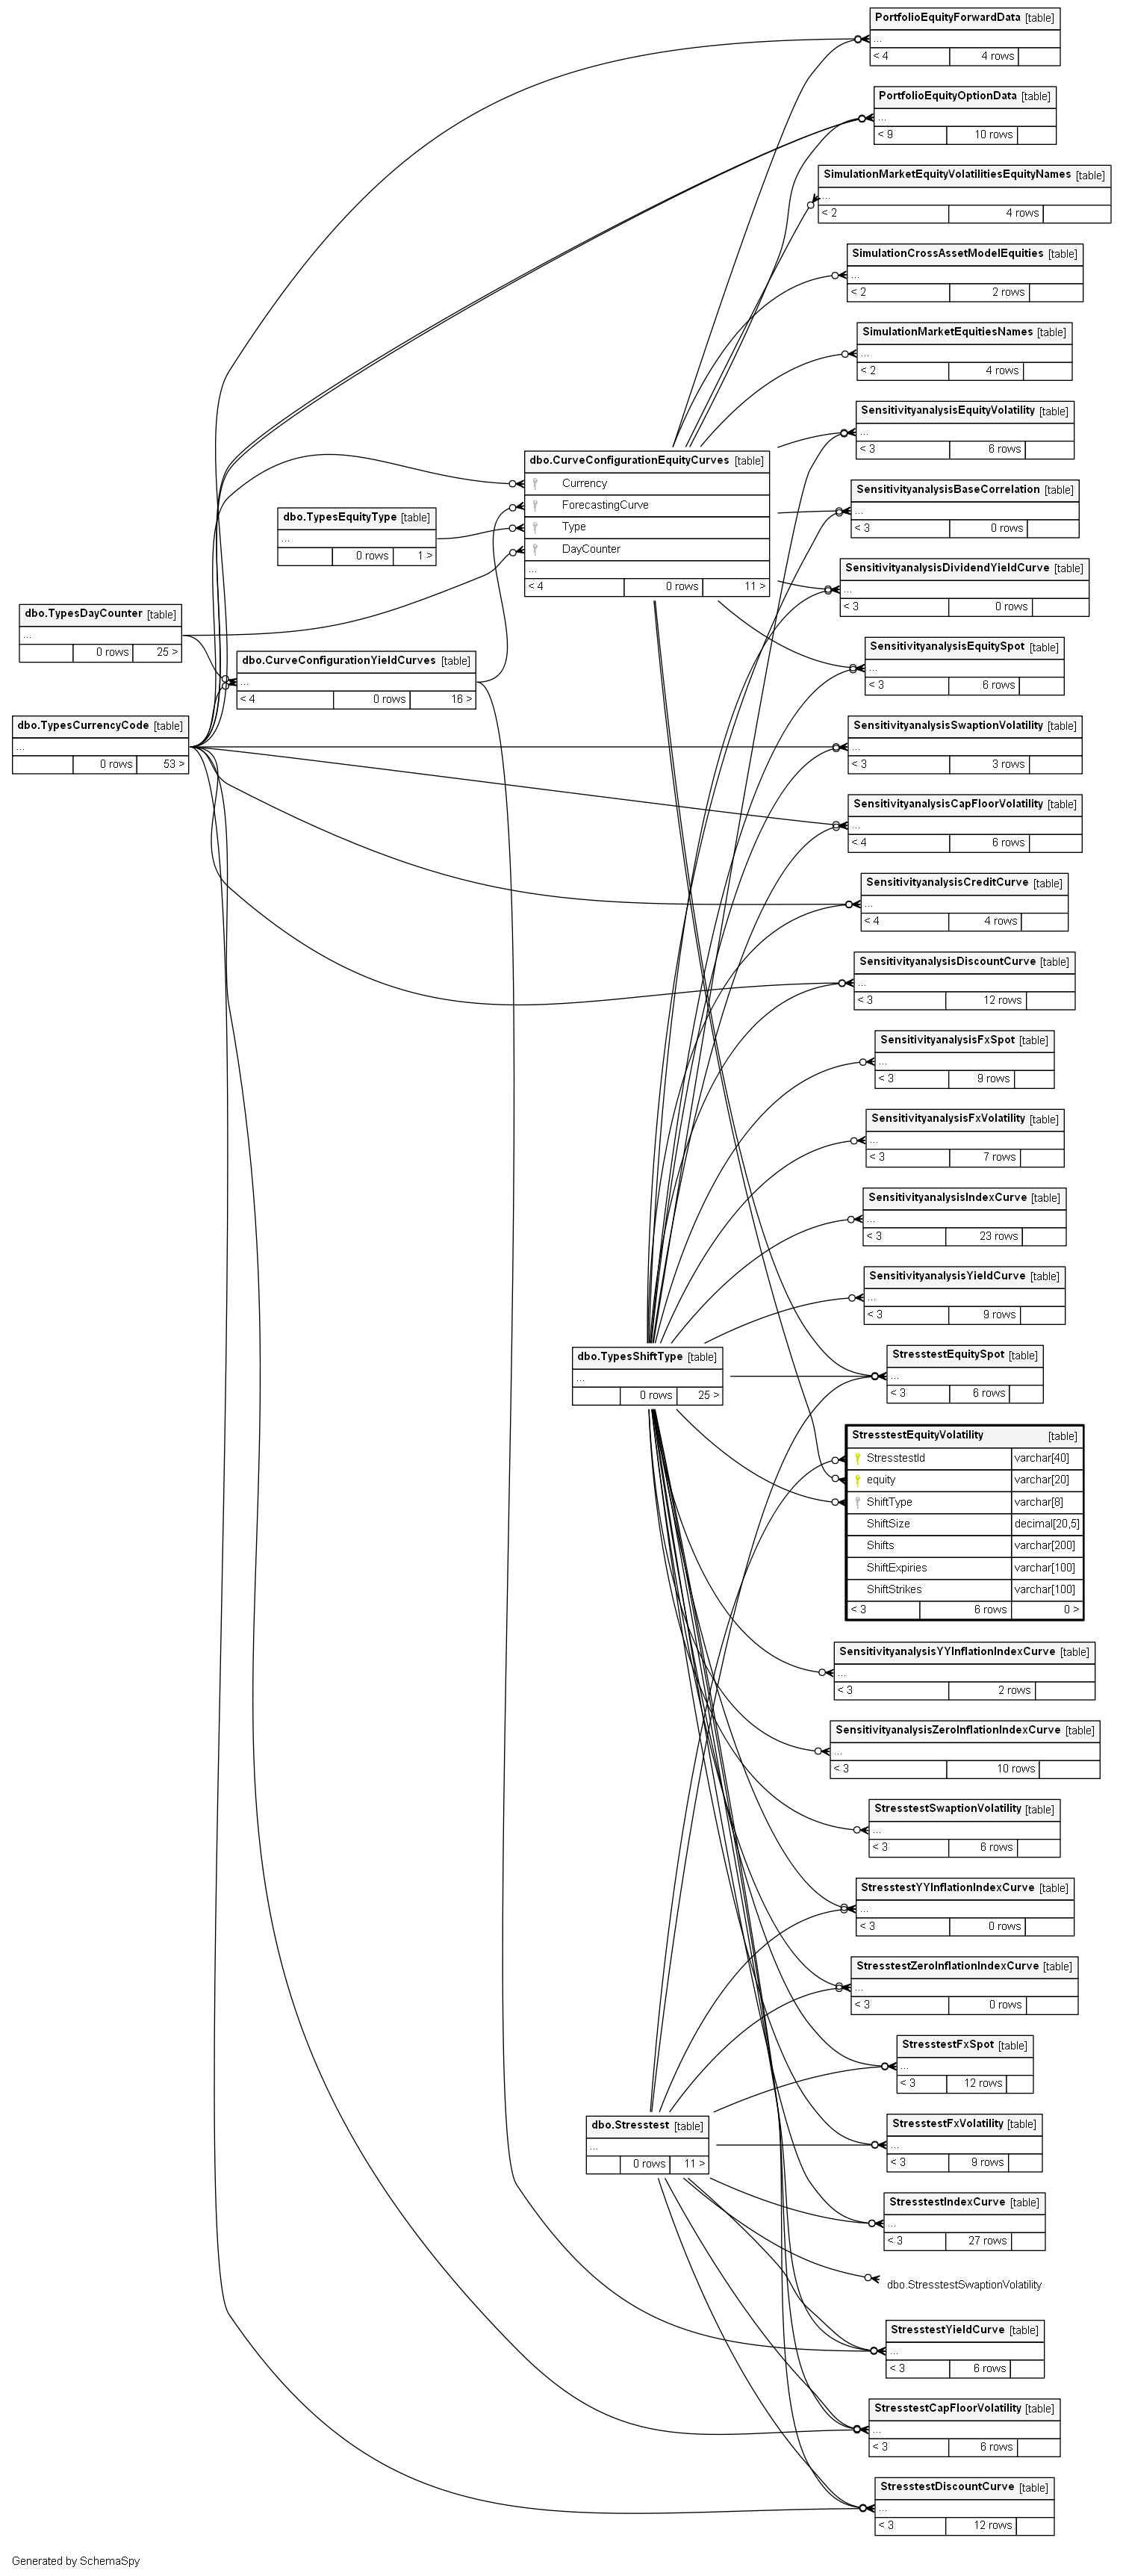 PortfolioEquityForwardData [table]
...
< 4 4 rows
PortfolioEquityOptionData [table]
...
< 9 10 rows
SimulationMarketEquityVolatilitiesEquityNames [table]
...
< 2 4 rows
SimulationCrossAssetModelEquities [table]
...
< 2 2 rows
SimulationMarketEquitiesNames [table]
...
< 2 4 rows
SensitivityanalysisEquityVolatility [table]
...
< 3 6 rows
dbo.CurveConfigurationEquityCurves [table]
Currency
ForecastingCurve
Type
DayCounter
...
< 4 0 rows 11 >
SensitivityanalysisBaseCorrelation [table]
...
< 3 0 rows
dbo.TypesEquityType [table]
...
0 rows 1 >
SensitivityanalysisDividendYieldCurve [table]
...
< 3 0 rows
dbo.TypesDayCounter [table]
...
0 rows 25 >
SensitivityanalysisEquitySpot [table]
...
< 3 6 rows
dbo.CurveConfigurationYieldCurves [table]
...
< 4 0 rows 16 >
dbo.TypesCurrencyCode [table]
...
0 rows 53 >
SensitivityanalysisSwaptionVolatility [table]
...
< 3 3 rows
SensitivityanalysisCapFloorVolatility [table]
...
< 4 6 rows
SensitivityanalysisCreditCurve [table]
...
< 4 4 rows
SensitivityanalysisDiscountCurve [table]
...
< 3 12 rows
SensitivityanalysisFxSpot [table]
...
< 3 9 rows
SensitivityanalysisFxVolatility [table]
...
< 3 7 rows
SensitivityanalysisIndexCurve [table]
...
< 3 23 rows
SensitivityanalysisYieldCurve [table]
...
< 3 9 rows
dbo.TypesShiftType [table]
...
0 rows 25 >
StresstestEquitySpot [table]
...
< 3 6 rows
StresstestEquityVolatility [table]
StresstestId varchar[40]
equity varchar[20]
ShiftType varchar[8]
ShiftSize decimal[20,5]
Shifts varchar[200]
ShiftExpiries varchar[100]
ShiftStrikes varchar[100]
< 3 6 rows 0 >
SensitivityanalysisYYInflationIndexCurve [table]
...
< 3 2 rows
SensitivityanalysisZeroInflationIndexCurve [table]
...
< 3 10 rows
StresstestSwaptionVolatility [table]
...
< 3 6 rows
StresstestYYInflationIndexCurve [table]
...
< 3 0 rows
StresstestZeroInflationIndexCurve [table]
...
< 3 0 rows
StresstestFxSpot [table]
...
< 3 12 rows
dbo.Stresstest [table]
...
0 rows 11 >
StresstestFxVolatility [table]
...
< 3 9 rows
StresstestIndexCurve [table]
...
< 3 27 rows
dbo.StresstestSwaptionVolatility
StresstestYieldCurve [table]
...
< 3 6 rows
StresstestCapFloorVolatility [table]
...
< 3 6 rows
StresstestDiscountCurve [table]
...
< 3 12 rows
Generated by SchemaSpy